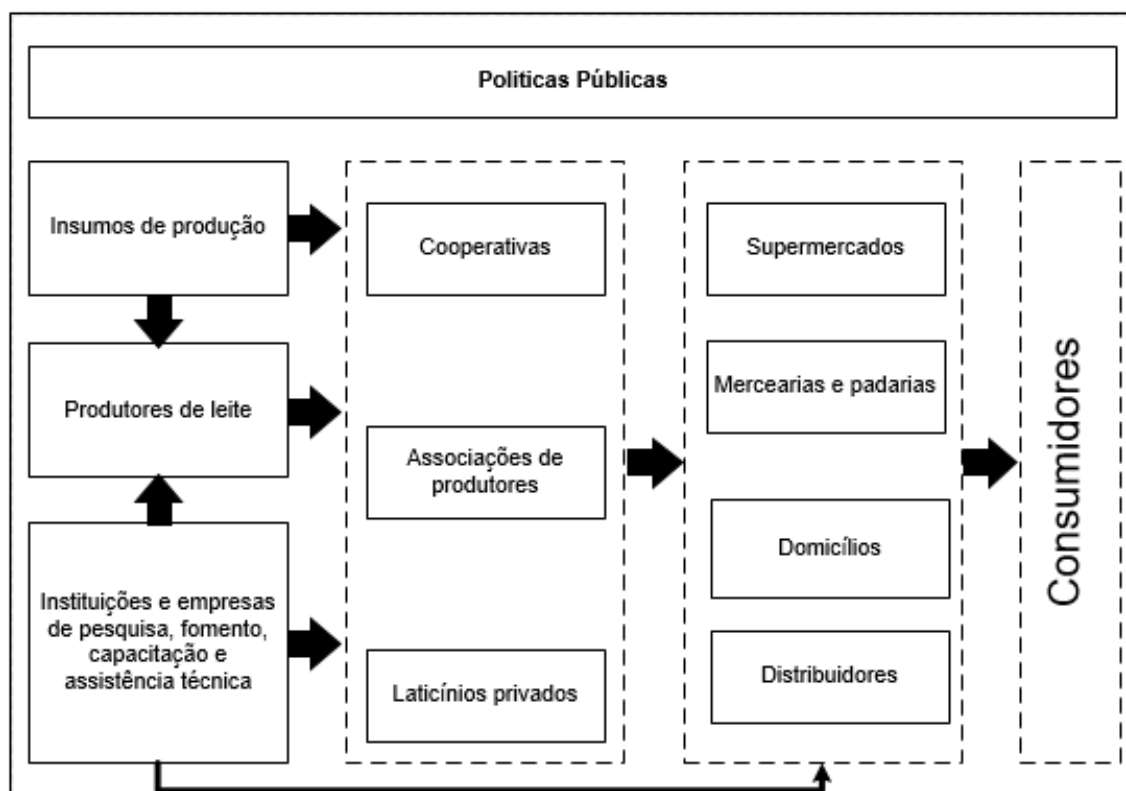 Politicas Públicas
Insumos de produção
Produtores de leite
Instituições e empresas
de pesquisa, fomento,
capacitação e
assistência técnica
Cooperativas
Associações de
produtores
Laticínios privados
Supermercados
Mercearias e padarias
Domicílios
Distribuidores
Consumidores